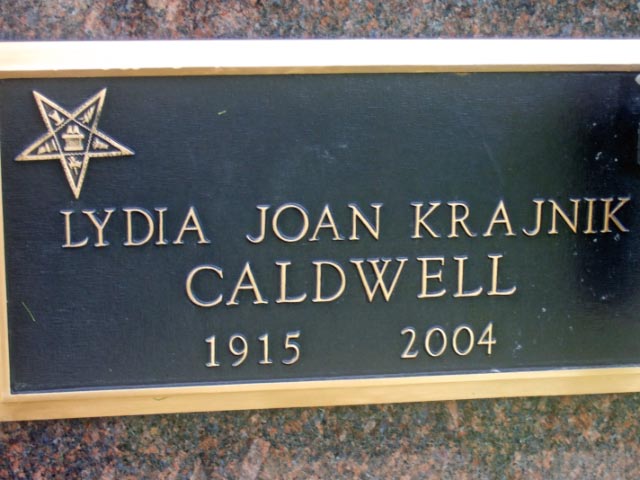 LYDIA JOAN KRAJNIK
CALDWELL
1915 2004